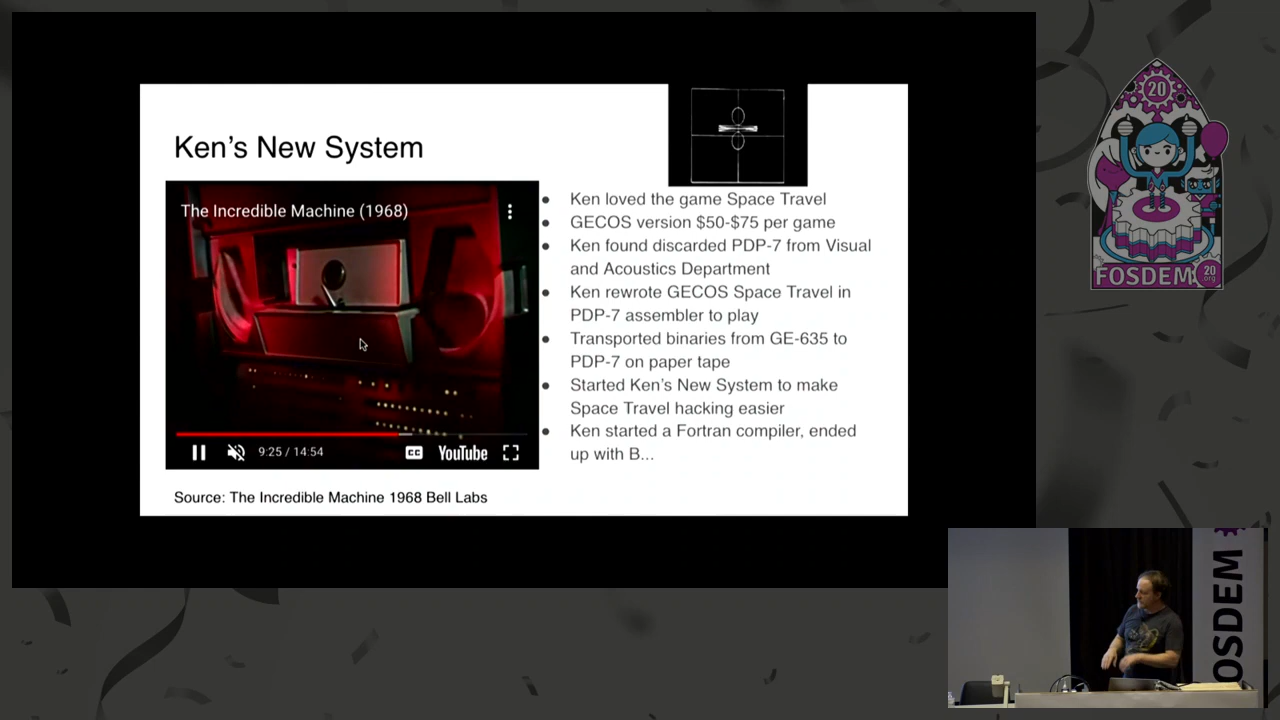 Ken's New System
The Incredible Machine (1968)
9:25 / 14:54
CC
YouTube
Source: The Incredible Machine 1968 Bell Labs
● Ken loved the game Space Travel
● GECOS version $50-$75 per game
● Ken found discarded PDP-7 from Visual
and Acoustics Department
● Ken rewrote GECOS Space Travel in
PDP-7 assembler to play
● Transported binaries from GE-635 to
PDP-7 on paper tape
● Started Ken's New System to make
Space Travel hacking easier
● Ken started a Fortran compiler, ended
up with B...
20
FOSDEM
20
.org
OSDEM